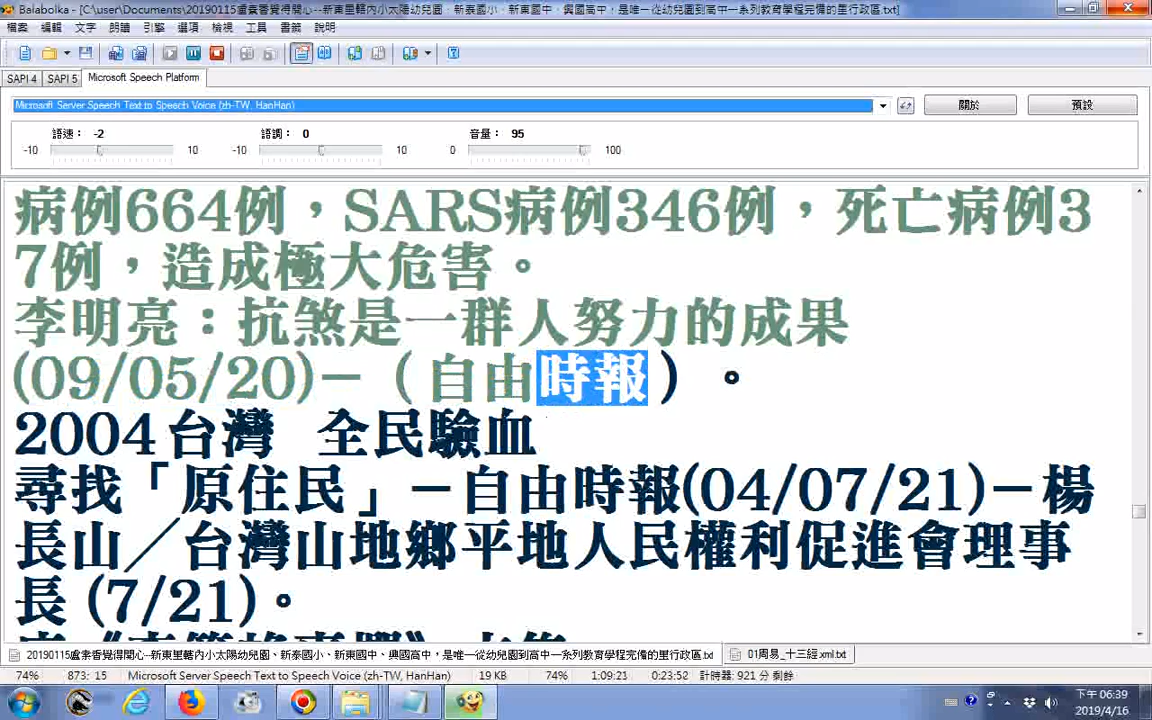 Balabolka - [C:\user\Documents\20190115盧素香覺得開心--新東里轄內小太陽幼兒園、新泰國小、新東國中、興國高中，是唯一從幼兒園到高中一系列教育學程完備的里行政區.txt]
檔案 編輯 文字 朗讀 引擎 選項 檢視 工具 書籤 說明
SAPI 4 SAPI 5 Microsoft Speech Platform
Microsoft Server Speech Text to Speech Voice (zh-TW, HanHan)
關於 預設
語速： -2 語調： 0 音量： 95
-10 10 -10 10 0 100
病例664例，SARS病例346例，死亡病例3
7例，造成極大危害。
李明亮：抗煞是一群人努力的成果
(09/05/20)－（自由時報）。
2004台灣 全民驗血
尋找「原住民」－自由時報(04/07/21)－楊
長山／台灣山地鄉平地人民權利促進會理事
長 (7/21)。
20190115盧素香覺得開心--新東里轄內小太陽幼兒園、新泰國小、新東國中、興國高中，是唯一從幼兒園到高中一系列教育學程完備的里行政區.txt 01周易_十三經.xml.txt
74% 873: 15 Microsoft Server Speech Text to Speech Voice (zh-TW, HanHan) 19 KB 74% 1:09:21 0:23:52 計時器: 921 分 剩餘
下午 06:39
2019/4/16